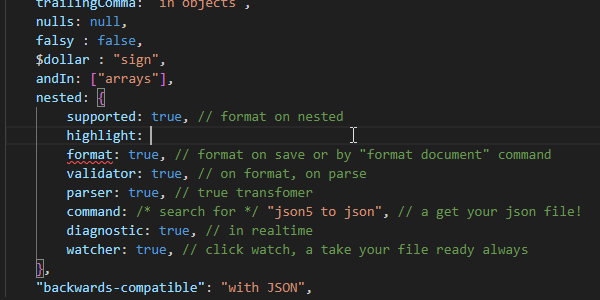 trailingComma: "in objects",
nulls: null,
falsy : false,
$dollar : "sign",
andIn: ["arrays"],
nested: {
supported: true, // format on nested
highlight:
format: true, // format on save or by "format document" command
validator: true, // on format, on parse
parser: true, // true transfomer
command: /* search for */ "json5 to json", // a get your json file!
diagnostic: true, // in realtime
watcher: true, // click watch, a take your file ready always
},
"backwards-compatible": "with JSON",